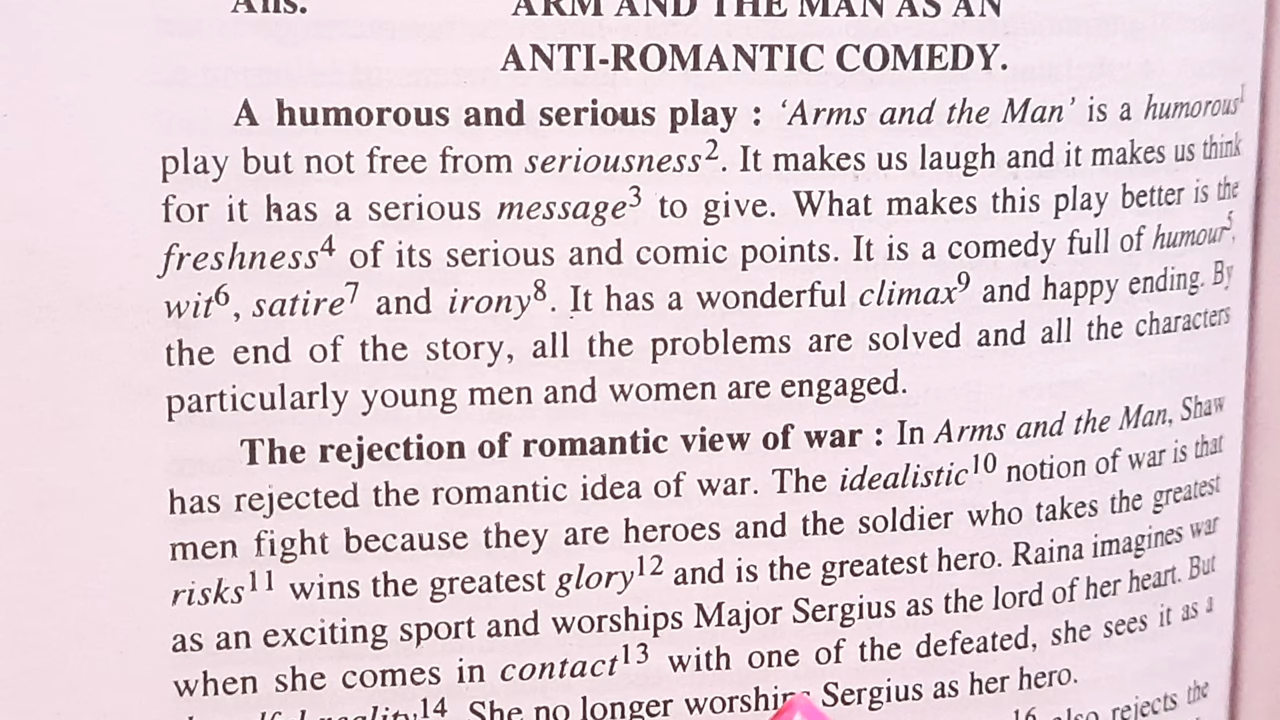 Ans. ARM AND THE MAN AS AN
ANTI-ROMANTIC COMEDY.
A humorous and serious play : 'Arms and the Man' is a humorous¹
play but not free from seriousness². It makes us laugh and it makes us think
for it has a serious message³ to give. What makes this play better is the
freshness⁴ of its serious and comic points. It is a comedy full of humour⁵,
wit⁶, satire⁷ and irony⁸. It has a wonderful climax⁹ and happy ending. By
the end of the story, all the problems are solved and all the characters
particularly young men and women are engaged.
The rejection of romantic view of war : In Arms and the Man, Shaw
has rejected the romantic idea of war. The idealistic¹⁰ notion of war is that
men fight because they are heroes and the soldier who takes the greatest
risks¹¹ wins the greatest glory¹² and is the greatest hero. Raina imagines war
as an exciting sport and worships Major Sergius as the lord of her heart. But
when she comes in contact¹³ with one of the defeated, she sees it as a
reality¹⁴ She no longer worships Sergius as her hero.
16 also rejects the